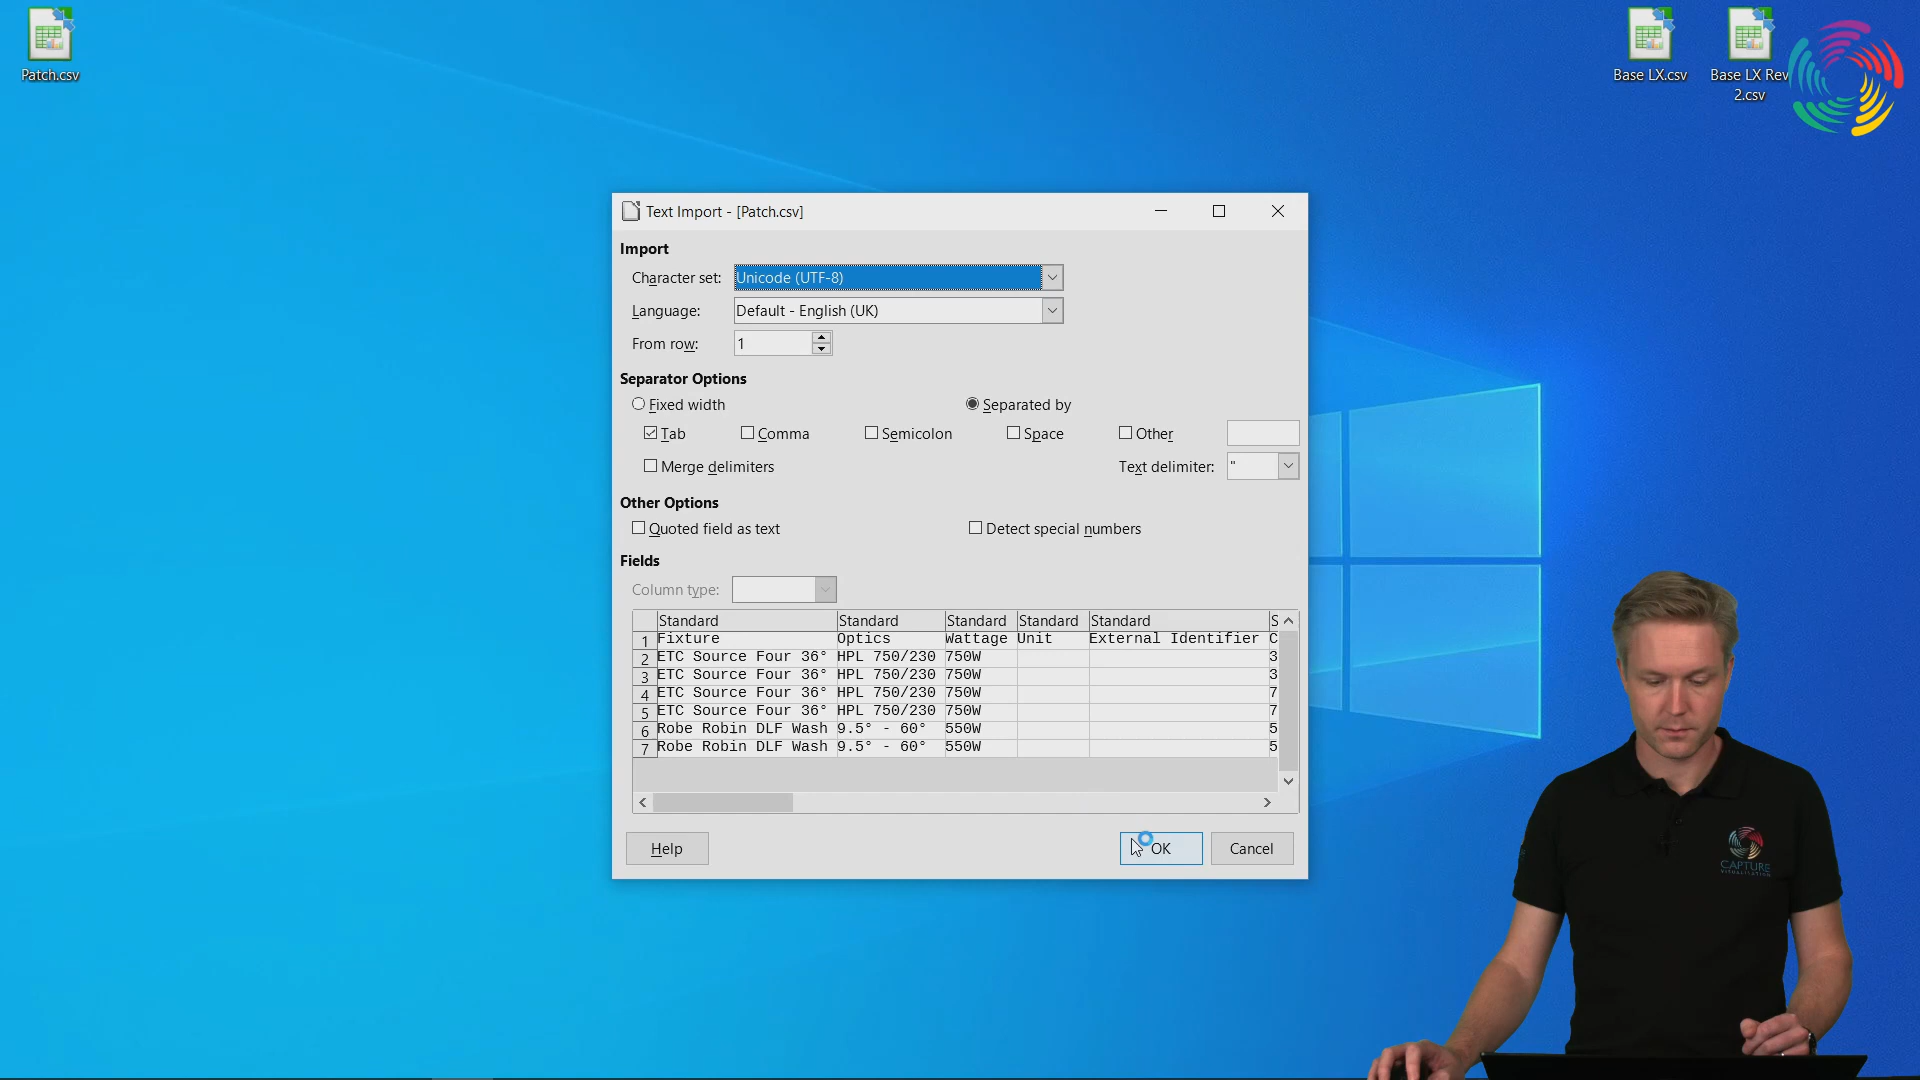 Patch.csv
Base LX.csv
Base LX Rev 2.csv
Text Import - [Patch.csv]
Import
Character set: Unicode (UTF-8)
Language: Default - English (UK)
From row: 1
Separator Options
Fixed width
Separated by
Tab
Comma
Semicolon
Space
Other
Merge delimiters
Text delimiter: "
Other Options
Quoted field as text
Detect special numbers
Fields
Column type:
Standard Standard Standard Standard Standard S
1 Fixture Optics Wattage Unit External Identifier C
2 ETC Source Four 36° HPL 750/230 750W 3
3 ETC Source Four 36° HPL 750/230 750W 3
4 ETC Source Four 36° HPL 750/230 750W 7
5 ETC Source Four 36° HPL 750/230 750W 7
6 Robe Robin DLF Wash 9.5° - 60° 550W 5
7 Robe Robin DLF Wash 9.5° - 60° 550W 5
Help
OK
Cancel
CAPTURE
VISUALISATION